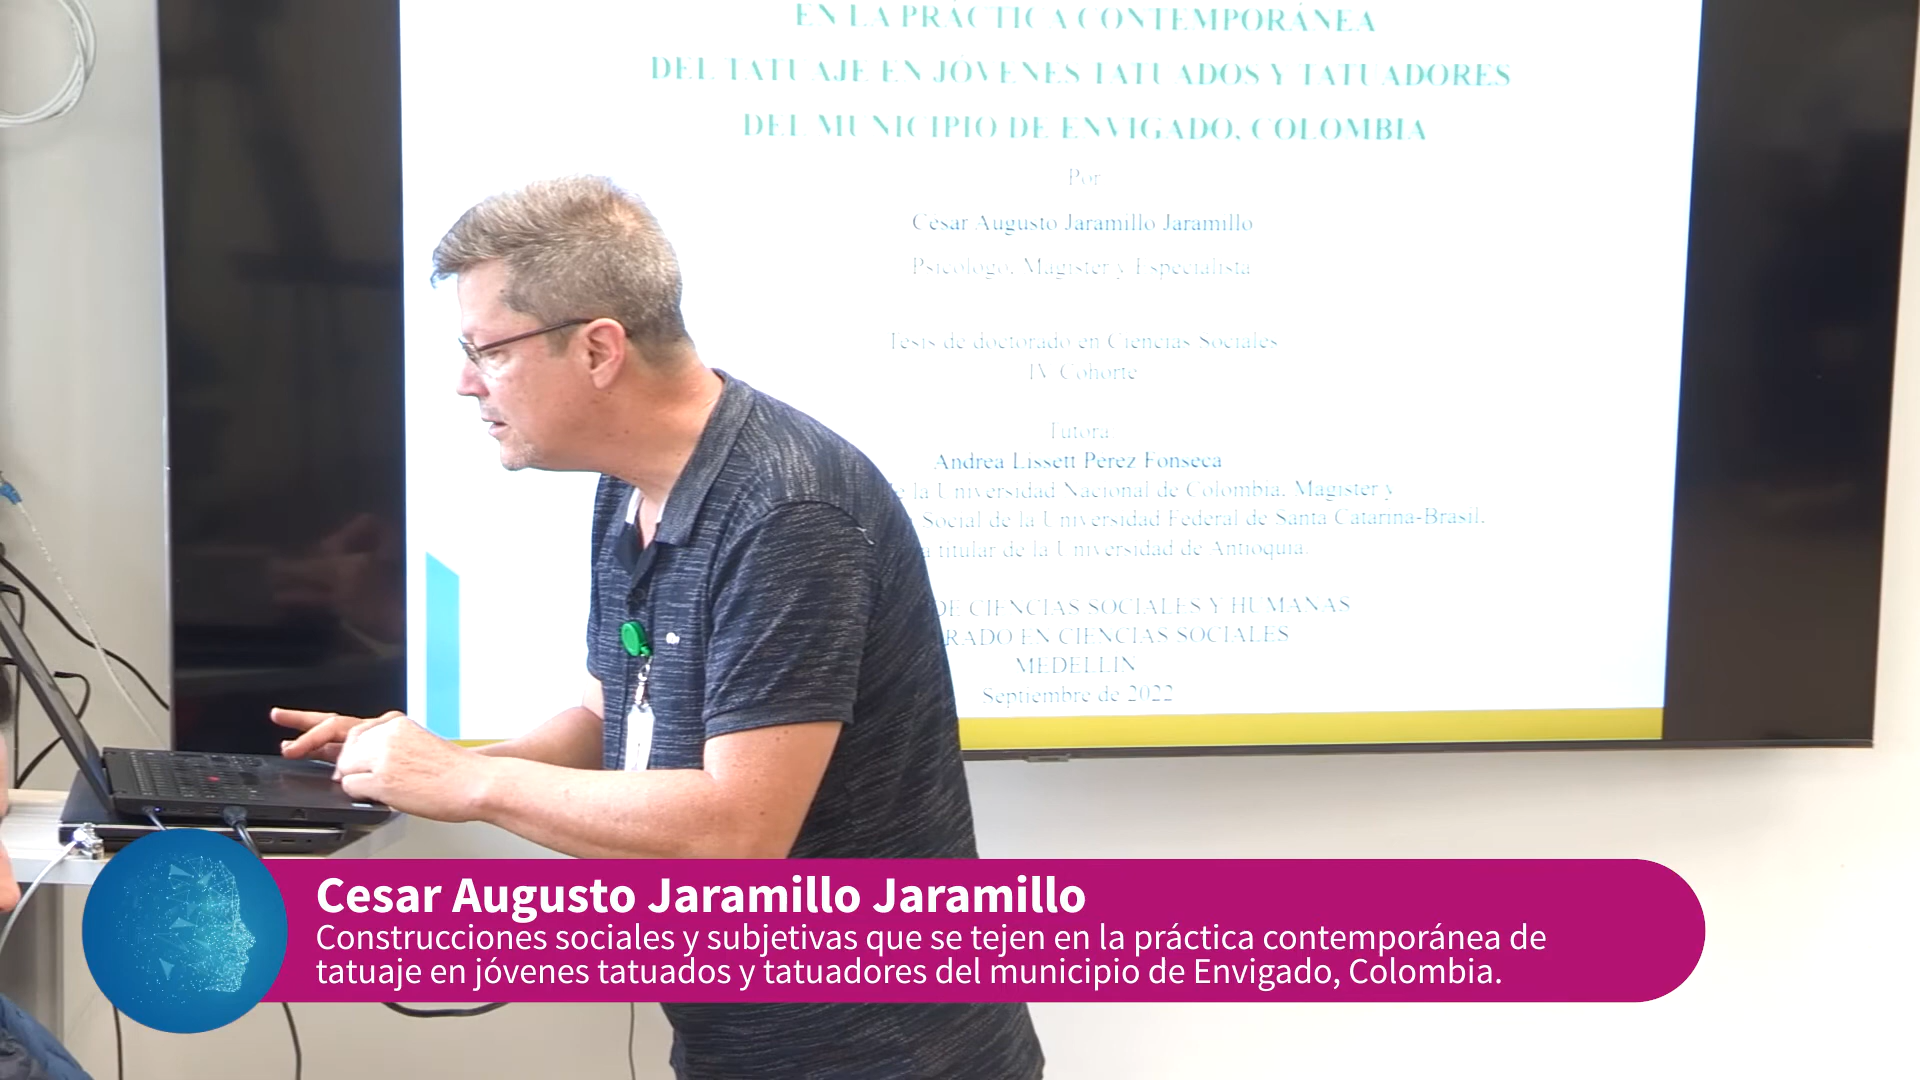 EN LA PRÁCTICA CONTEMPORÁNEA
DEL TATUAJE EN JÓVENES TATUADOS Y TATUADORES
DEL MUNICIPIO DE ENVIGADO, COLOMBIA
Por
César Augusto Jaramillo Jaramillo
Psicólogo, Magíster y Especialista
Tesis de doctorado en Ciencias Sociales
IV Cohorte
Tutora
Andrea Lissett Pérez Fonseca
de la Universidad Nacional de Colombia, Magíster y
Social de la Universidad Federal de Santa Catarina-Brasil.
titular de la Universidad de Antioquia.
DE CIENCIAS SOCIALES Y HUMANAS
RADO EN CIENCIAS SOCIALES
MEDELLÍN
Septiembre de 2022
Cesar Augusto Jaramillo Jaramillo
Construcciones sociales y subjetivas que se tejen en la práctica contemporánea de
tatuaje en jóvenes tatuados y tatuadores del municipio de Envigado, Colombia.